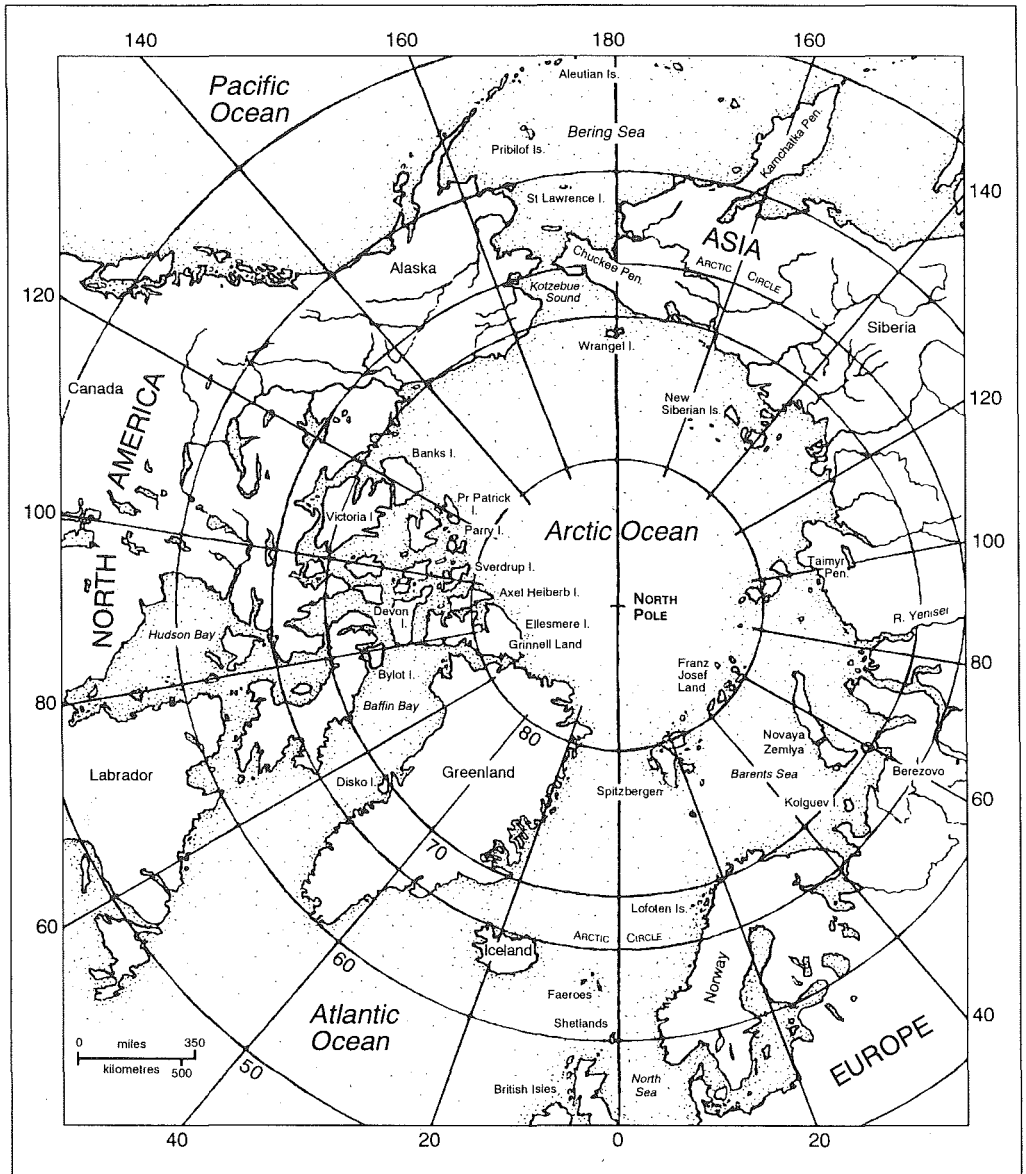 140
160
180
160
Pacific
Ocean
Aleutian Is.
Bering Sea
Pribilof Is.
Kamchatka Pen.
140
St Lawrence I.
ASIA
Alaska
Chuckee Pen.
ARCTIC CIRCLE
Kotzebue
Sound
120
Siberia
Wrangel I.
Canada
AMERICA
New
Siberian Is.
120
Banks I.
Pr Patrick
I.
100
Victoria I
Parry I.
Arctic Ocean
Sverdrup I.
100
Taimyr
Pen.
NORTH
Axel Heiberb I.
NORTH
POLE
Devon
I.
Ellesmere I.
R. Yenisei
Hudson Bay
Grinnell Land
Franz
Josef
Land
80
Bylot I.
80
Baffin Bay
80
Novaya
Zemlya
Labrador
Greenland
Barents Sea
Berezovo
Disko I.
Spitzbergen
Kolguev I.
60
70
Lofoten Is.
60
ARCTIC CIRCLE
Iceland
Norway
60
Faeroes
40
Atlantic
Ocean
Shetlands
0 miles 350
kilometres 500
EUROPE
50
British Isles
North
Sea
40
20
0
20